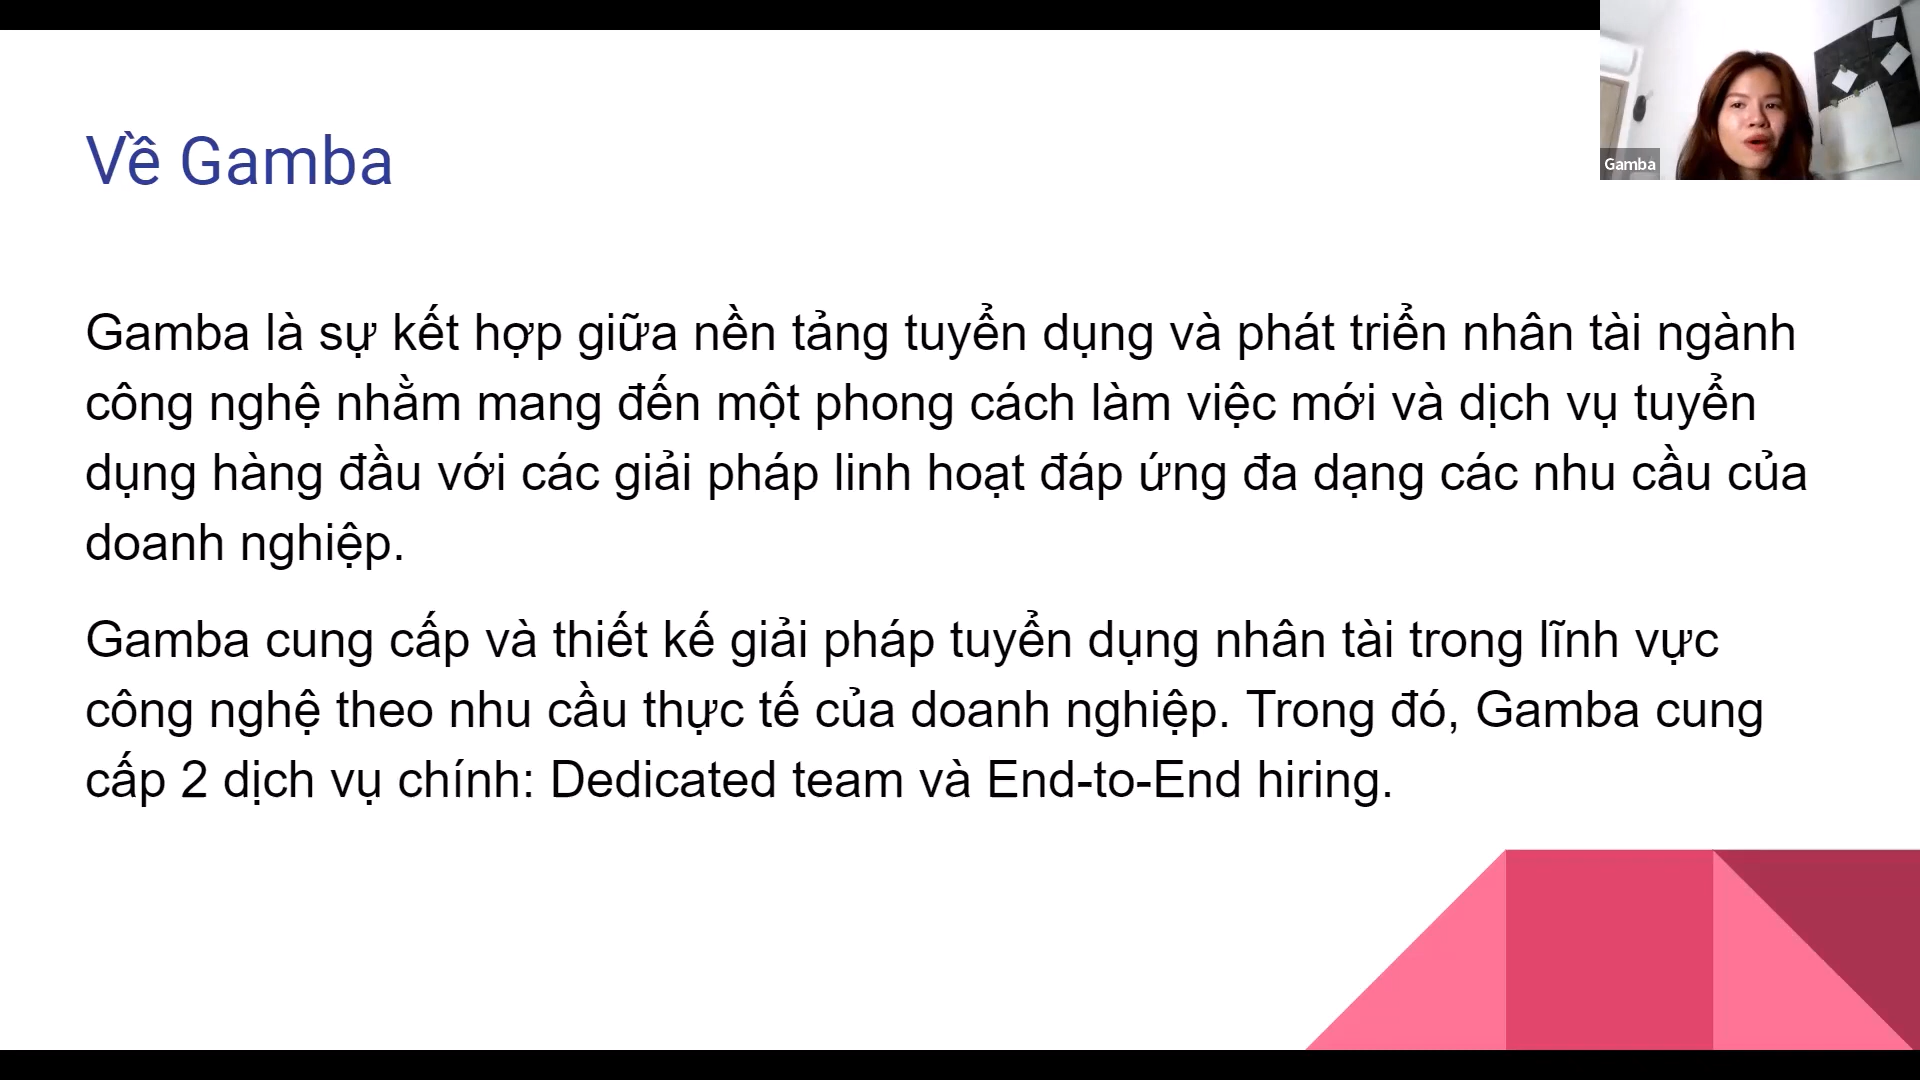 Về Gamba
Gamba
Gamba là sự kết hợp giữa nền tảng tuyển dụng và phát triển nhân tài ngành
công nghệ nhằm mang đến một phong cách làm việc mới và dịch vụ tuyển
dụng hàng đầu với các giải pháp linh hoạt đáp ứng đa dạng các nhu cầu của
doanh nghiệp.
Gamba cung cấp và thiết kế giải pháp tuyển dụng nhân tài trong lĩnh vực
công nghệ theo nhu cầu thực tế của doanh nghiệp. Trong đó, Gamba cung
cấp 2 dịch vụ chính: Dedicated team và End-to-End hiring.